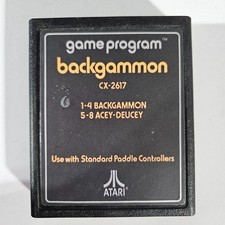 game program™
backgammon
CX-2617
1-4 BACKGAMMON
5-8 ACEY-DEUCEY
Use with Standard Paddle Controllers
ATARI